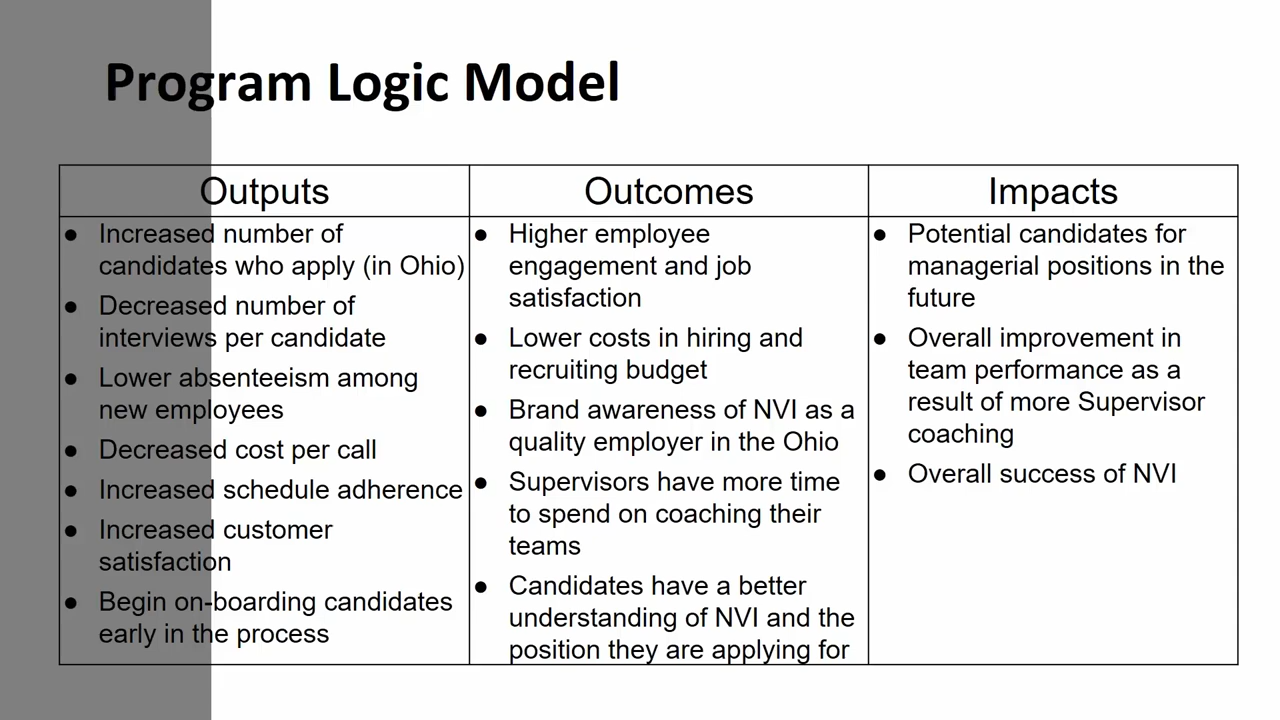 Program Logic Model
Outputs
● Increased number of
candidates who apply (in Ohio)
● Decreased number of
interviews per candidate
● Lower absenteeism among
new employees
● Decreased cost per call
● Increased schedule adherence
● Increased customer
satisfaction
● Begin on-boarding candidates
early in the process
Outcomes
● Higher employee
engagement and job
satisfaction
● Lower costs in hiring and
recruiting budget
● Brand awareness of NVI as a
quality employer in the Ohio
● Supervisors have more time
to spend on coaching their
teams
● Candidates have a better
understanding of NVI and the
position they are applying for
Impacts
● Potential candidates for
managerial positions in the
future
● Overall improvement in
team performance as a
result of more Supervisor
coaching
● Overall success of NVI